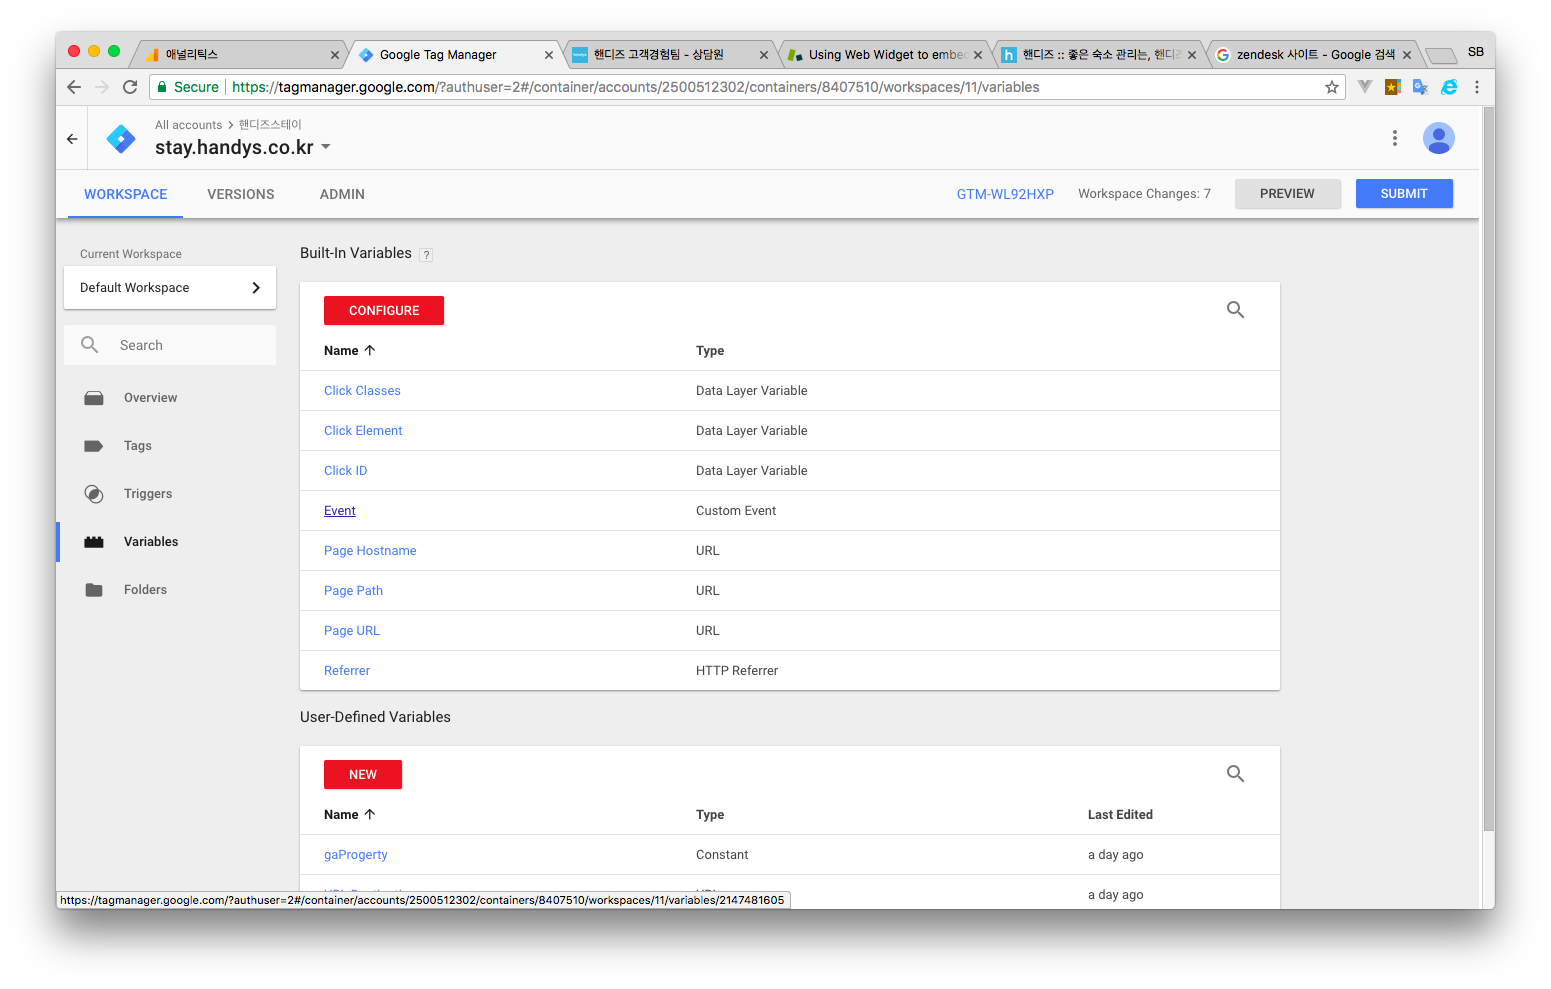 애널리틱스
Google Tag Manager
핸디즈 고객경험팀 - 상담원
Using Web Widget to embe
핸디즈 :: 좋은 숙소 관리는, 핸디
zendesk 사이트 - Google 검색
SB
Secure
https://tagmanager.google.com/?authuser=2#/container/accounts/2500512302/containers/8407510/workspaces/11/variables
All accounts > 핸디즈스테이
stay.handys.co.kr
WORKSPACE
VERSIONS
ADMIN
GTM-WL92HXP
Workspace Changes: 7
PREVIEW
SUBMIT
Current Workspace
Default Workspace
Search
Overview
Tags
Triggers
Variables
Folders
Built-In Variables ?
CONFIGURE
Name Type
Click Classes Data Layer Variable
Click Element Data Layer Variable
Click ID Data Layer Variable
Event Custom Event
Page Hostname URL
Page Path URL
Page URL URL
Referrer HTTP Referrer
User-Defined Variables
NEW
Name Type Last Edited
gaProgerty Constant a day ago
a day ago
https://tagmanager.google.com/?authuser=2#/container/accounts/2500512302/containers/8407510/workspaces/11/variables/2147481605